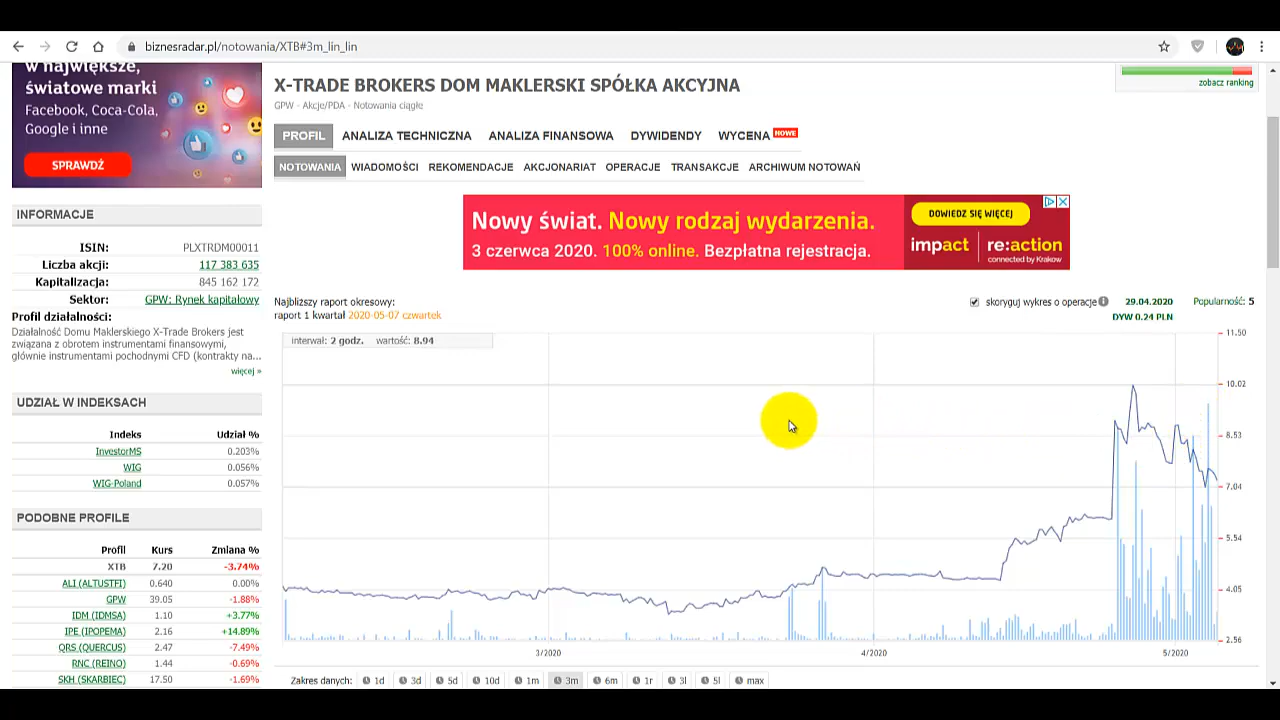 biznesradar.pl/notowania/XTB#3m_lin_lin
w największe,
światowe marki
Facebook, Coca-Cola,
Google i inne
SPRAWDŹ
X-TRADE BROKERS DOM MAKLERSKI SPÓŁKA AKCYJNA
GPW - Akcje/PDA - Notowania ciągłe
zobacz ranking
PROFIL ANALIZA TECHNICZNA ANALIZA FINANSOWA DYWIDENDY WYCENA NOWE
NOTOWANIA WIADOMOŚCI REKOMENDACJE AKCJONARIAT OPERACJE TRANSAKCJE ARCHIWUM NOTOWAŃ
Nowy świat. Nowy rodzaj wydarzenia.
3 czerwca 2020. 100% online. Bezpłatna rejestracja.
DOWIEDZ SIĘ WIĘCEJ
impact re:action
connected by Krakow
INFORMACJE
ISIN: PLXTRDM00011
Liczba akcji: 117 383 635
Kapitalizacja: 845 162 172
Sektor: GPW: Rynek kapitałowy
Profil działalności:
Działalność Domu Maklerskiego X-Trade Brokers jest
związana z obrotem instrumentami finansowymi,
głównie instrumentami pochodnymi CFD (kontrakty na...
więcej »
UDZIAŁ W INDEKSACH
Indeks Udział %
InvestorMS 0.203%
WIG 0.056%
WIG-Poland 0.057%
PODOBNE PROFILE
Profil Kurs Zmiana %
XTB 7.20 -3.74%
ALI (ALTUSTFI) 0.640 0.00%
GPW 39.05 -1.88%
IDM (IDMSA) 1.10 +3.77%
IPE (IPOPEMA) 2.16 +14.89%
QRS (QUERCUS) 2.47 -7.49%
RNC (REINO) 1.44 -0.69%
SKH (SKARBIEC) 17.50 -1.69%
Najbliższy raport okresowy:
raport 1 kwartał 2020-05-07 czwartek
skoryguj wykres o operacje
29.04.2020
DYW 0.24 PLN
Popularność: 5
interwał: 2 godz. wartość: 8.94
11.50
10.02
8.53
7.04
5.54
4.05
2.56
3/2020 4/2020 5/2020
Zakres danych: 1d 3d 5d 10d 1m 3m 6m 1r 3l 5l max